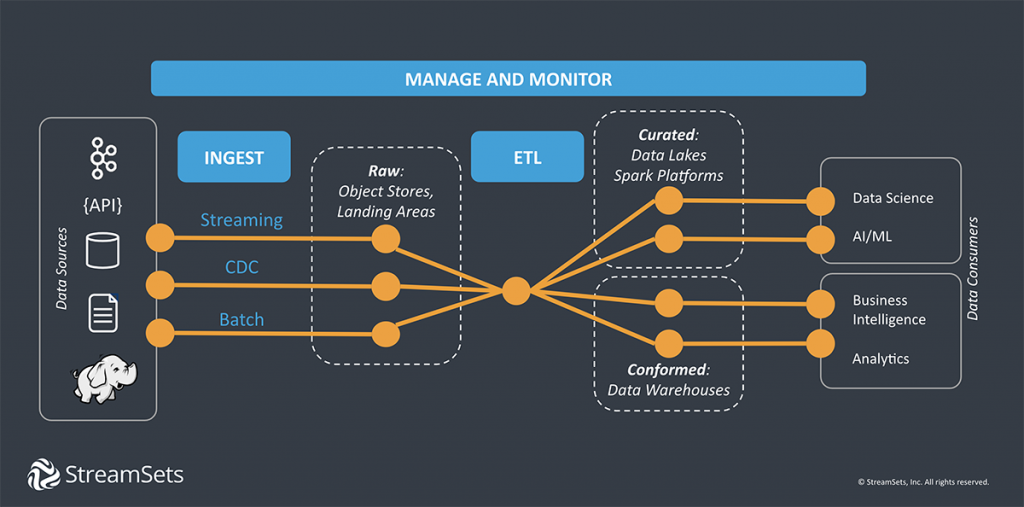 MANAGE AND MONITOR
Data Sources
{API}
INGEST
Streaming
CDC
Batch
Raw:
Object Stores,
Landing Areas
ETL
Curated:
Data Lakes
Spark Platforms
Conformed:
Data Warehouses
Data Science
AI/ML
Business
Intelligence
Analytics
Data Consumers
StreamSets
© StreamSets, Inc. All rights reserved.